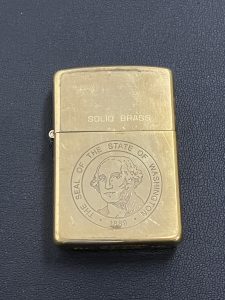 SOLID BRASS
• THE SEAL OF THE STATE OF WASHINGTON •
1889